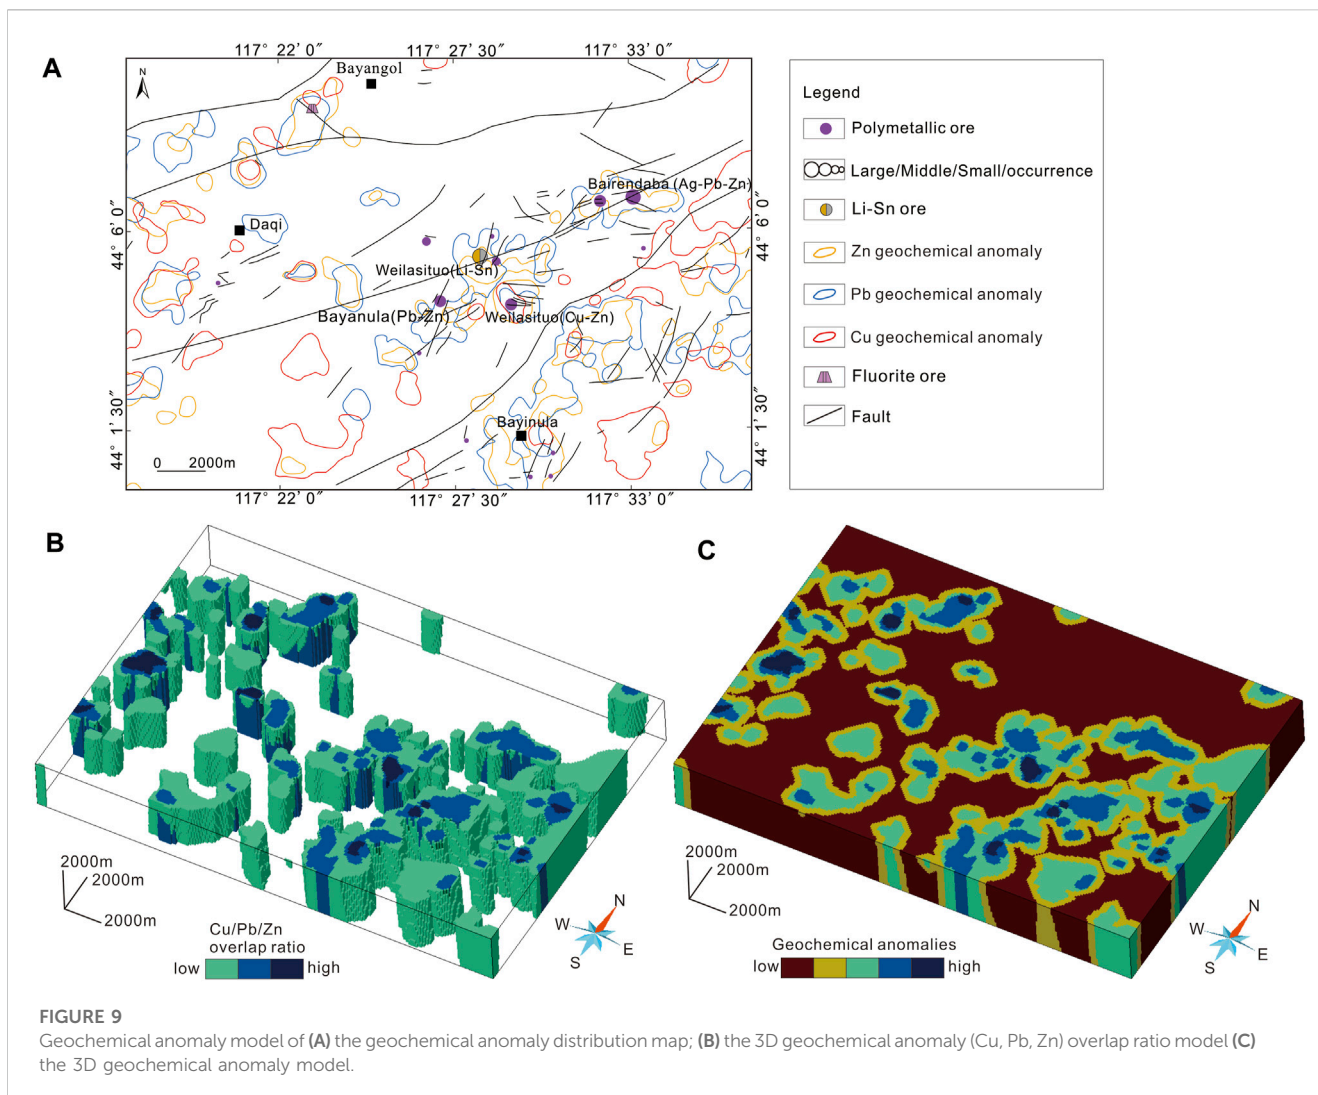 A
117° 22′ 0″
117° 27′ 30″
117° 33′ 0″
N
Bayangol
Bairendaba (Ag-Pb-Zn)
Daqi
44° 6′ 0″
44° 6′ 0″
Weilasituo(Li-Sn)
Bayanula(Pb-Zn)
Weilasituo(Cu-Zn)
44° 1′ 30″
44° 1′ 30″
Bayinula
0 2000m
117° 22′ 0″
117° 27′ 30″
117° 33′ 0″
Legend
Polymetallic ore
Large/Middle/Small/occurrence
Li-Sn ore
Zn geochemical anomaly
Pb geochemical anomaly
Cu geochemical anomaly
Fluorite ore
Fault
B
2000m
2000m
2000m
Cu/Pb/Zn
overlap ratio
low high
N
W
E
S
C
2000m
2000m
2000m
Geochemical anomalies
low high
N
W
E
S
FIGURE 9
Geochemical anomaly model of (A) the geochemical anomaly distribution map; (B) the 3D geochemical anomaly (Cu, Pb, Zn) overlap ratio model (C)
the 3D geochemical anomaly model.